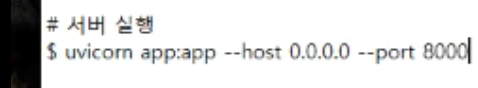 # 서버 실행
$ uvicorn app:app --host 0.0.0.0 --port 8000